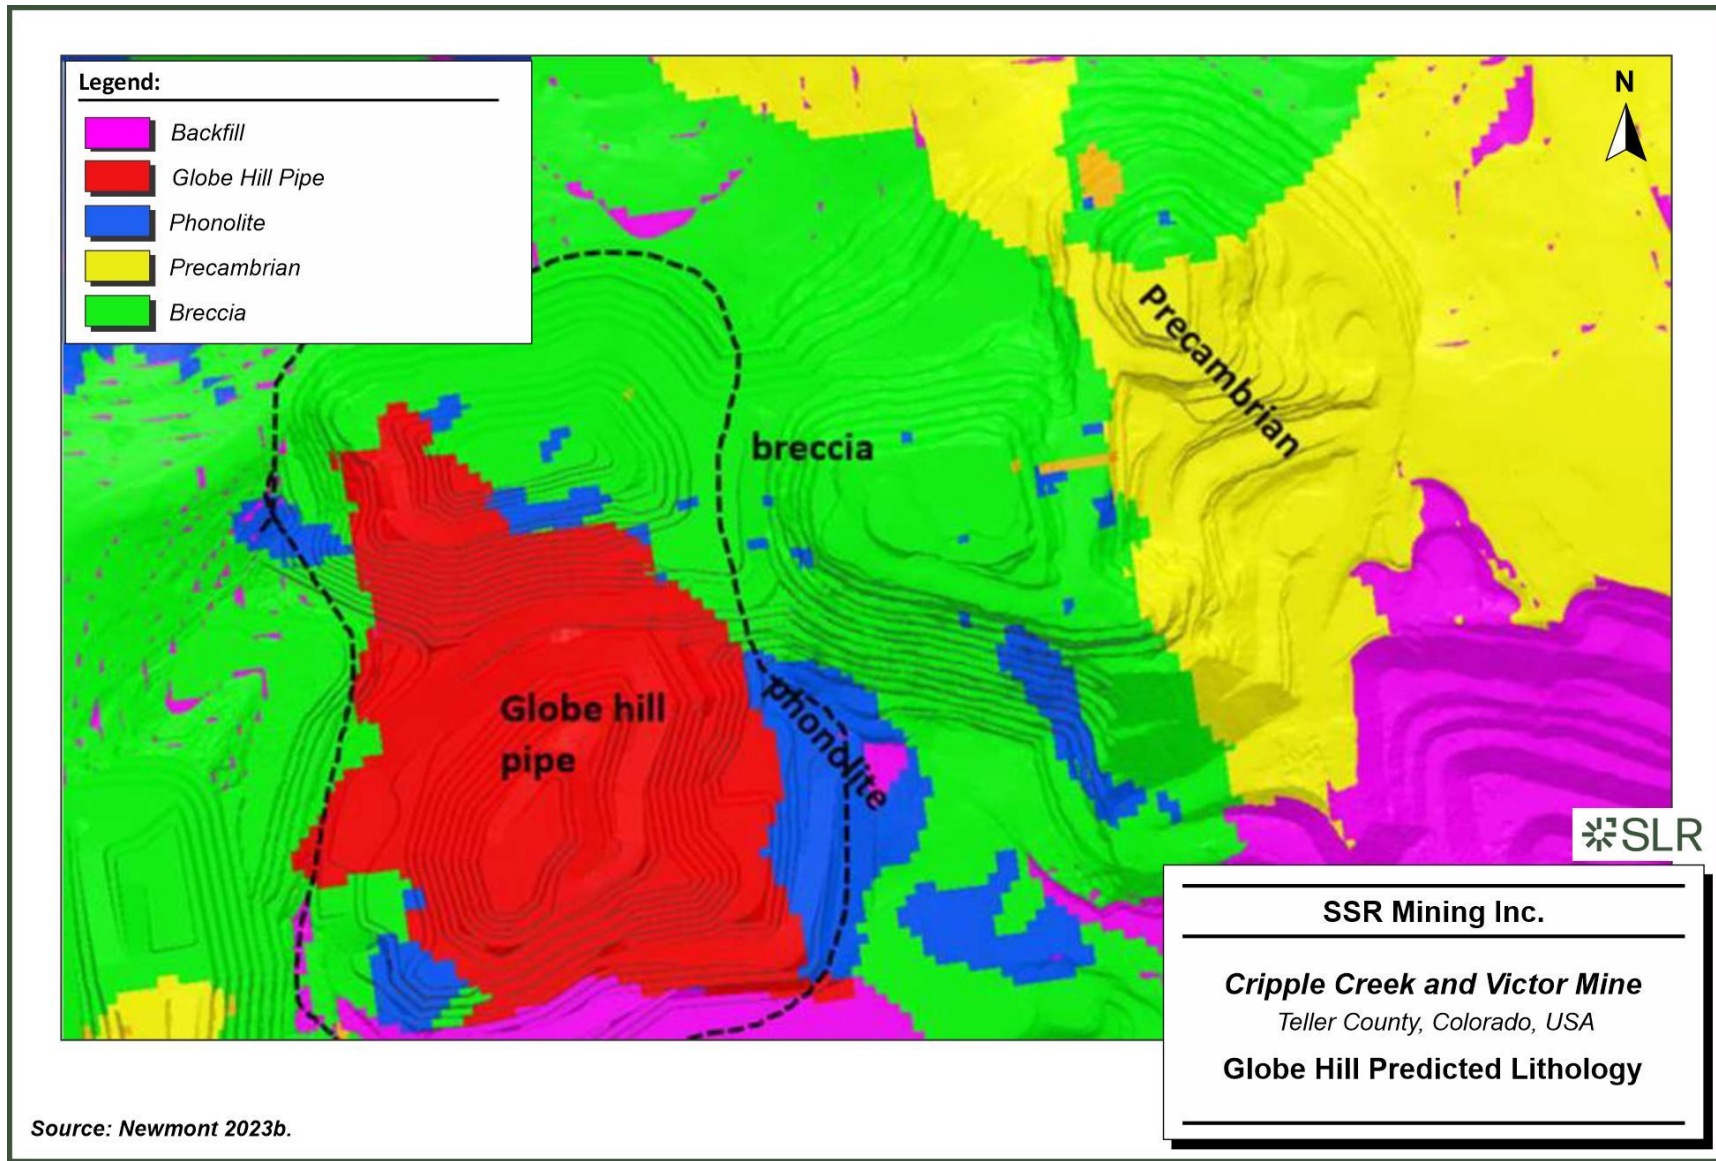 Legend:
Backfill
Globe Hill Pipe
Phonolite
Precambrian
Breccia
N
Precambrian
breccia
Globe hill
pipe
phonolite
SLR
SSR Mining Inc.
Cripple Creek and Victor Mine
Teller County, Colorado, USA
Globe Hill Predicted Lithology
Source: Newmont 2023b.